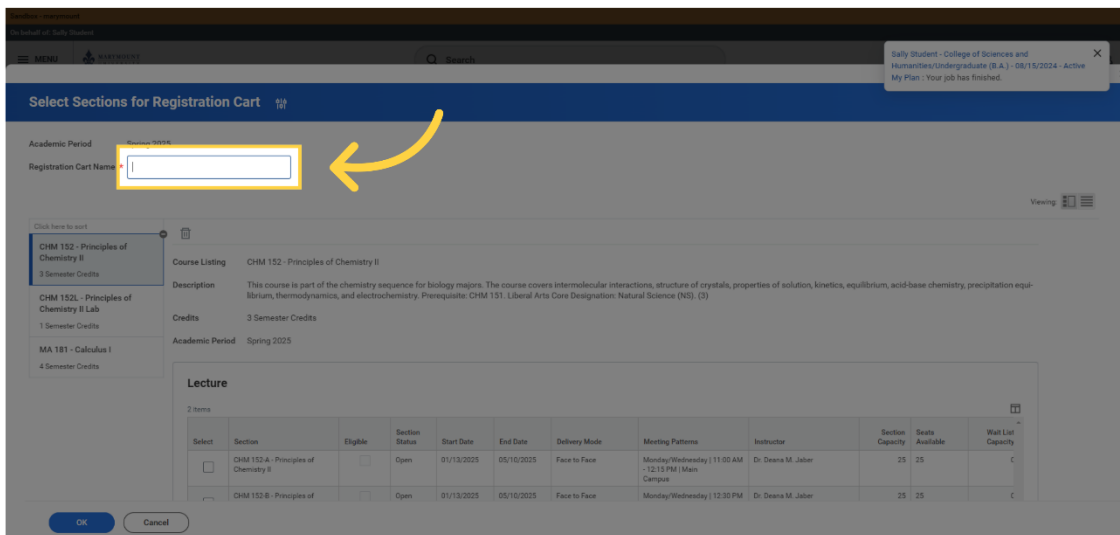 Sandbox - marymount
On behalf of: Sally Student
MENU
MARYMOUNT
UNIVERSITY
Search
Sally Student - College of Sciences and
Humanities/Undergraduate (B.A.) - 08/15/2024 - Active
My Plan : Your job has finished.
Select Sections for Registration Cart
Academic Period Spring 2025
Registration Cart Name *
Viewing:
Click here to sort
CHM 152 - Principles of
Chemistry II
3 Semester Credits
CHM 152L - Principles of
Chemistry II Lab
1 Semester Credits
MA 181 - Calculus I
4 Semester Credits
Course Listing CHM 152 - Principles of Chemistry II
Description This course is part of the chemistry sequence for biology majors. The course covers intermolecular interactions, structure of crystals, properties of solution, kinetics, equilibrium, acid-base chemistry, precipitation equi-
librium, thermodynamics, and electrochemistry. Prerequisite: CHM 151. Liberal Arts Core Designation: Natural Science (NS). (3)
Credits 3 Semester Credits
Academic Period Spring 2025
Lecture
2 items
Select Section Eligible Section Status Start Date End Date Delivery Mode Meeting Patterns Instructor Section Capacity Seats Available Wait List Capacity
CHM 152-A - Principles of Open 01/13/2025 05/10/2025 Face to Face Monday/Wednesday | 11:00 AM Dr. Deana M. Jaber 25 25
Chemistry II - 12:15 PM | Main
Campus
CHM 152-B - Principles of Open 01/13/2025 05/10/2025 Face to Face Monday/Wednesday | 12:30 PM Dr. Deana M. Jaber 25 25
OK Cancel